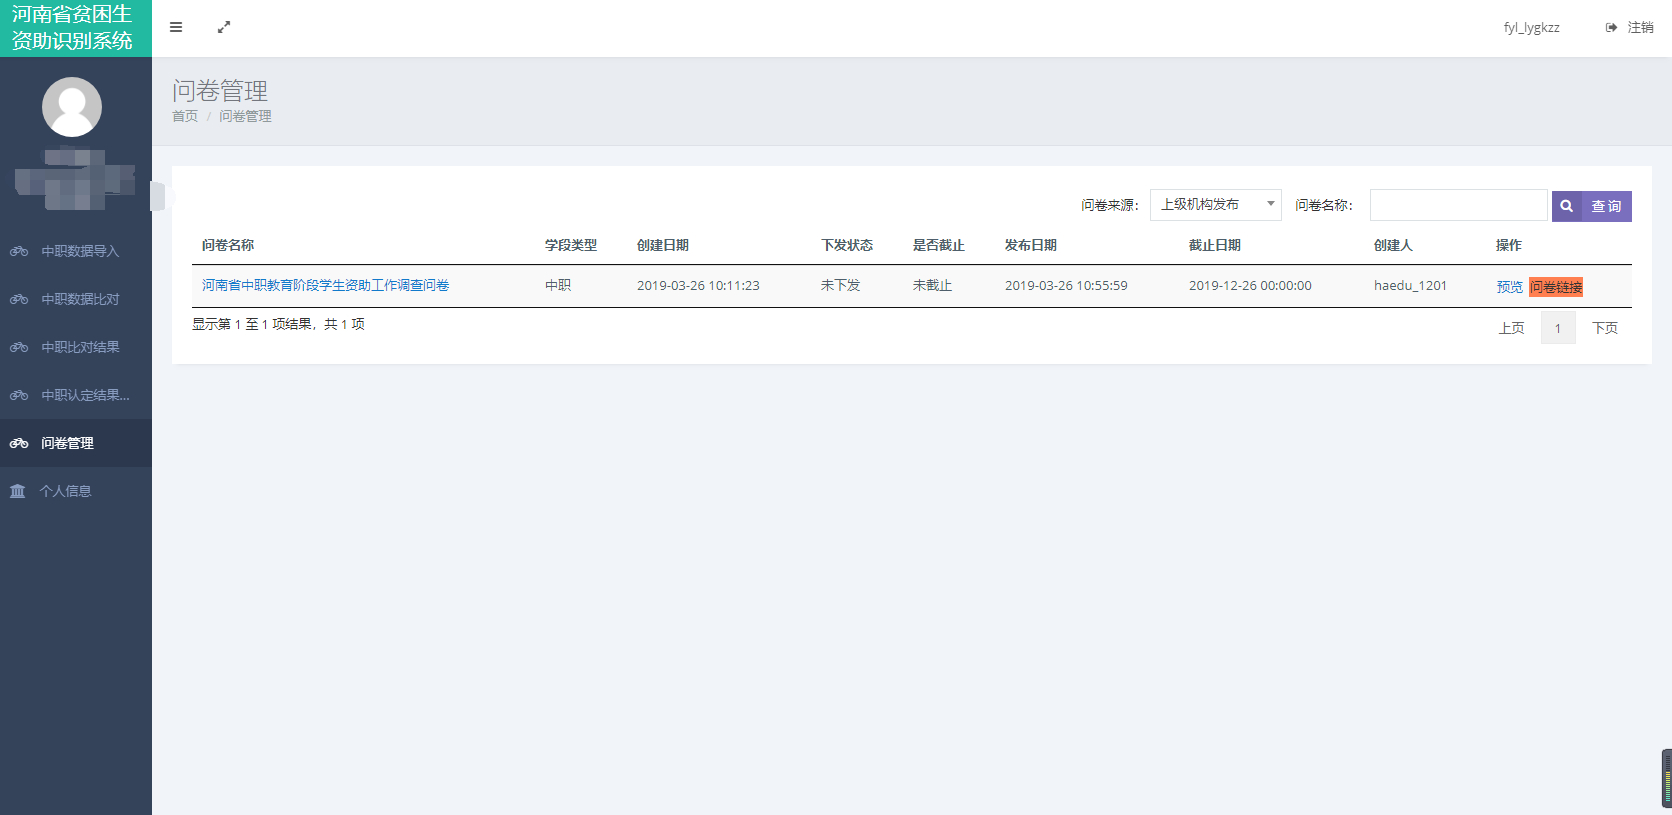 河南省贫困生
资助识别系统
fyl_lygkzz
注销
问卷管理
首页 / 问卷管理
中职数据导入
中职数据比对
中职比对结果
中职认定结果...
问卷管理
个人信息
问卷来源: 上级机构发布 问卷名称: 查 询
问卷名称 学段类型 创建日期 下发状态 是否截止 发布日期 截止日期 创建人 操作
河南省中职教育阶段学生资助工作调查问卷 中职 2019-03-26 10:11:23 未下发 未截止 2019-03-26 10:55:59 2019-12-26 00:00:00 haedu_1201 预览 问卷链接
显示第 1 至 1 项结果，共 1 项
上页 1 下页